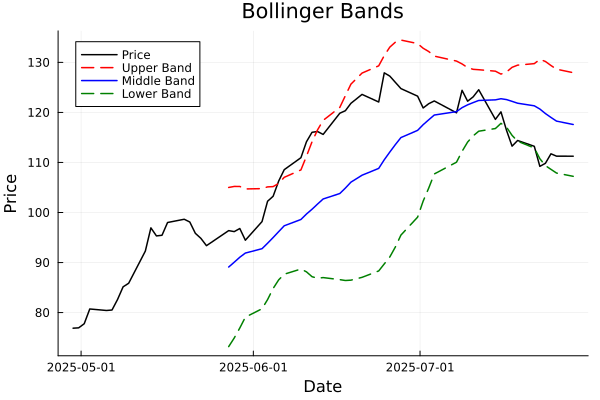 Bollinger Bands
Price
Upper Band
Middle Band
Lower Band
Price
130
120
110
100
90
80
2025-05-01
2025-06-01
2025-07-01
Date